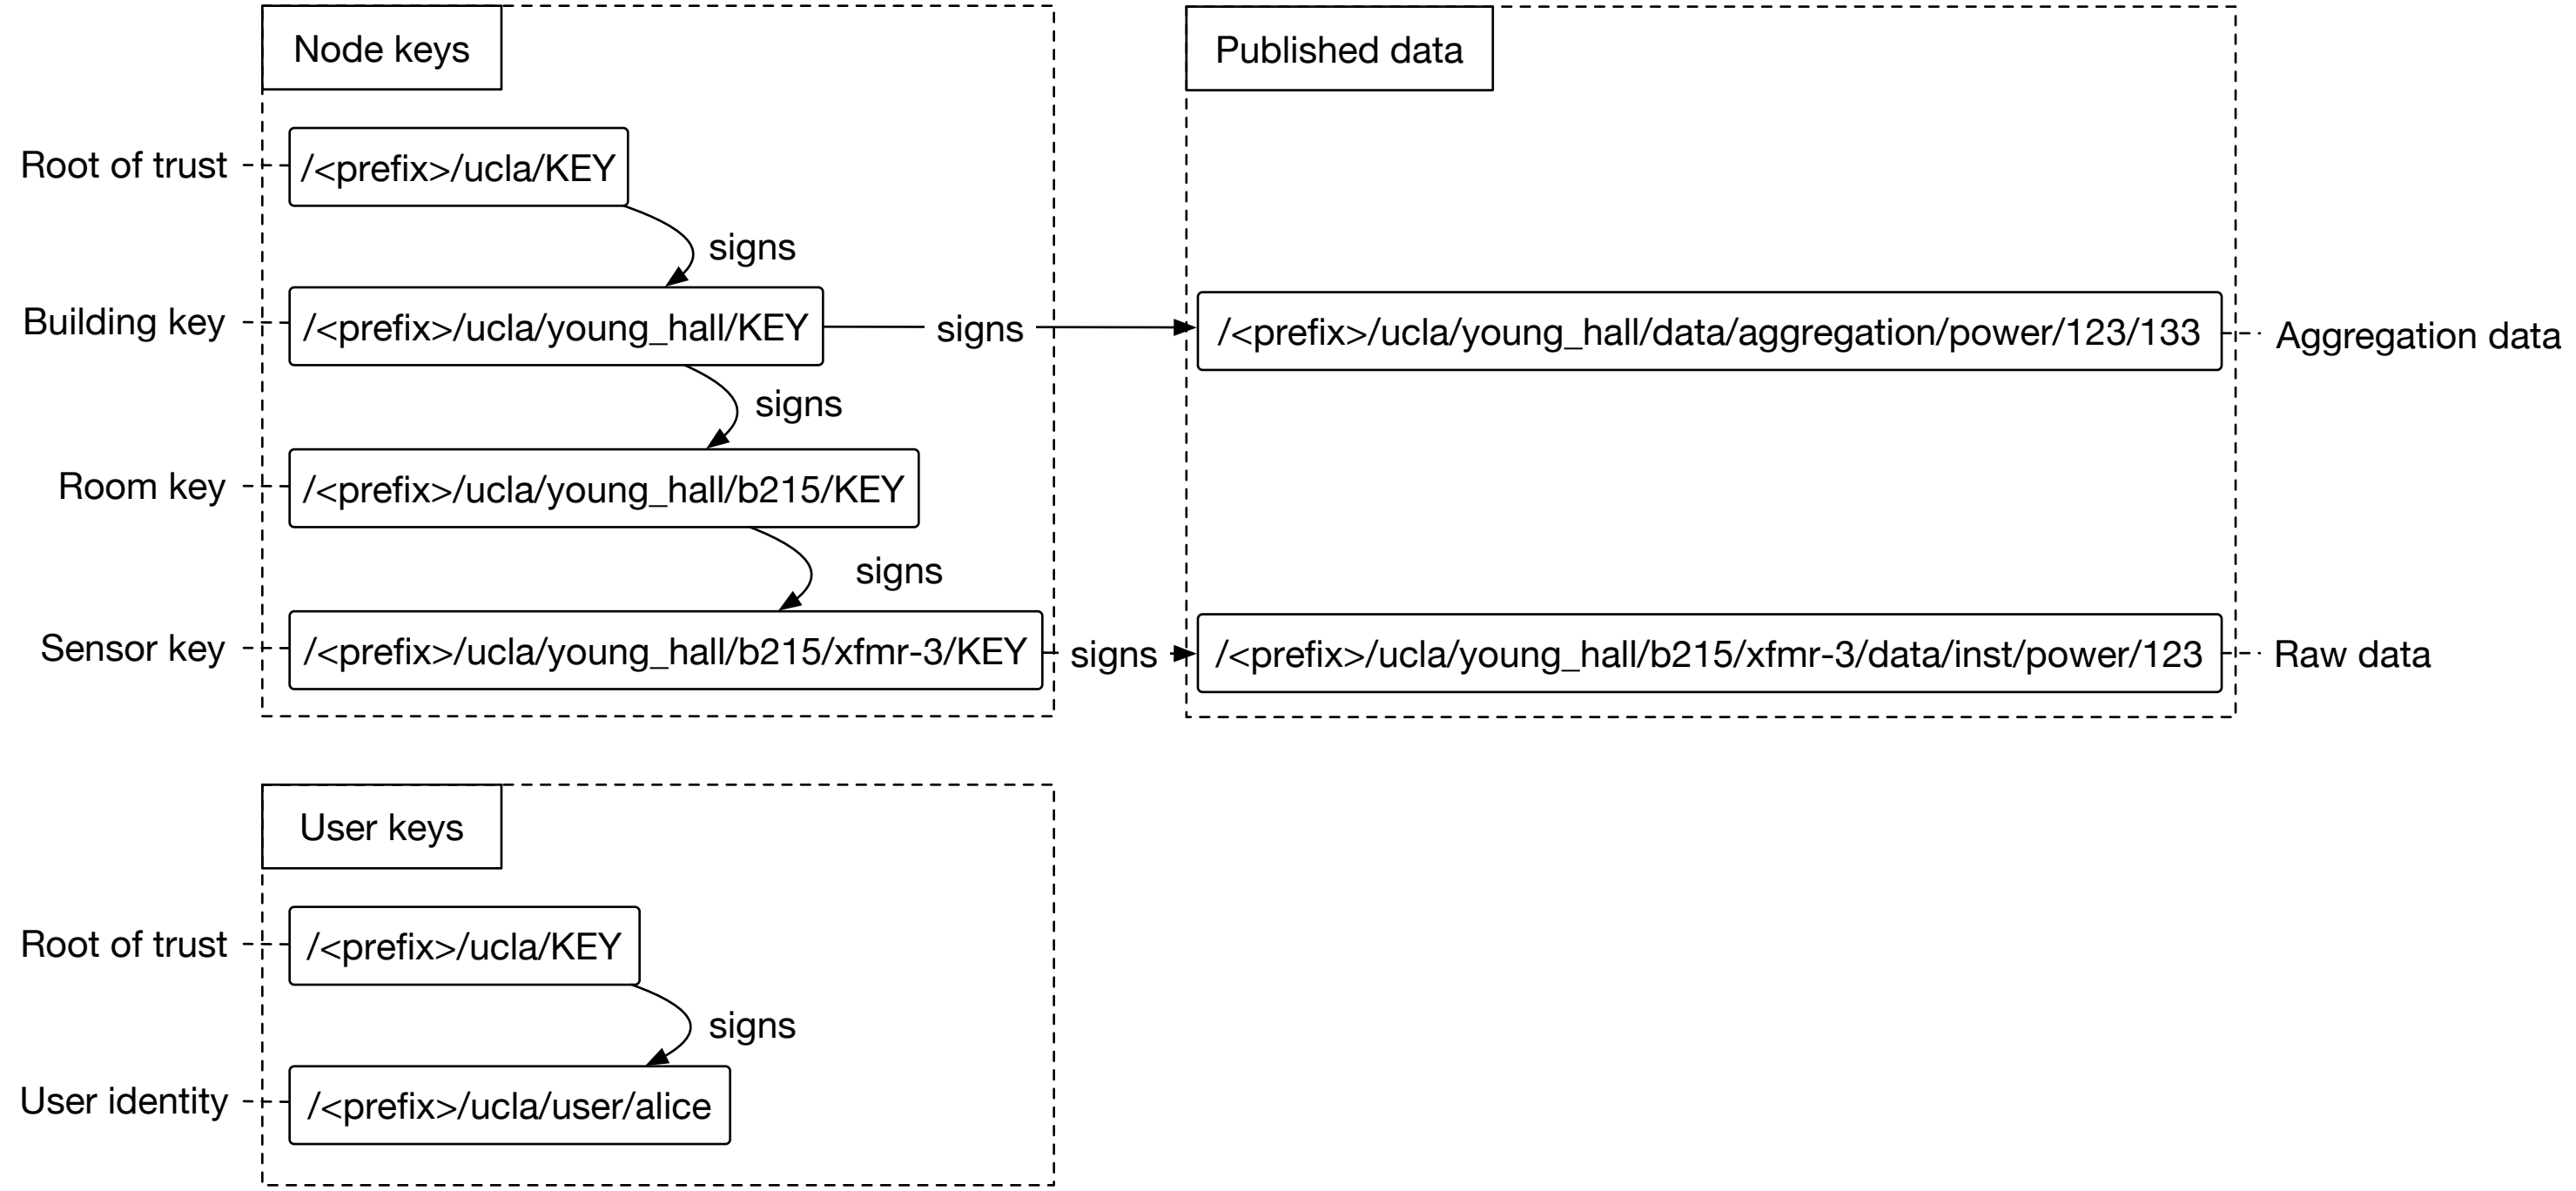 Node keys
Published data
Root of trust
/<prefix>/ucla/KEY
signs
Building key
/<prefix>/ucla/young_hall/KEY
signs
/<prefix>/ucla/young_hall/data/aggregation/power/123/133
Aggregation data
signs
Room key
/<prefix>/ucla/young_hall/b215/KEY
signs
Sensor key
/<prefix>/ucla/young_hall/b215/xfmr-3/KEY
signs
/<prefix>/ucla/young_hall/b215/xfmr-3/data/inst/power/123
Raw data
User keys
Root of trust
/<prefix>/ucla/KEY
signs
User identity
/<prefix>/ucla/user/alice